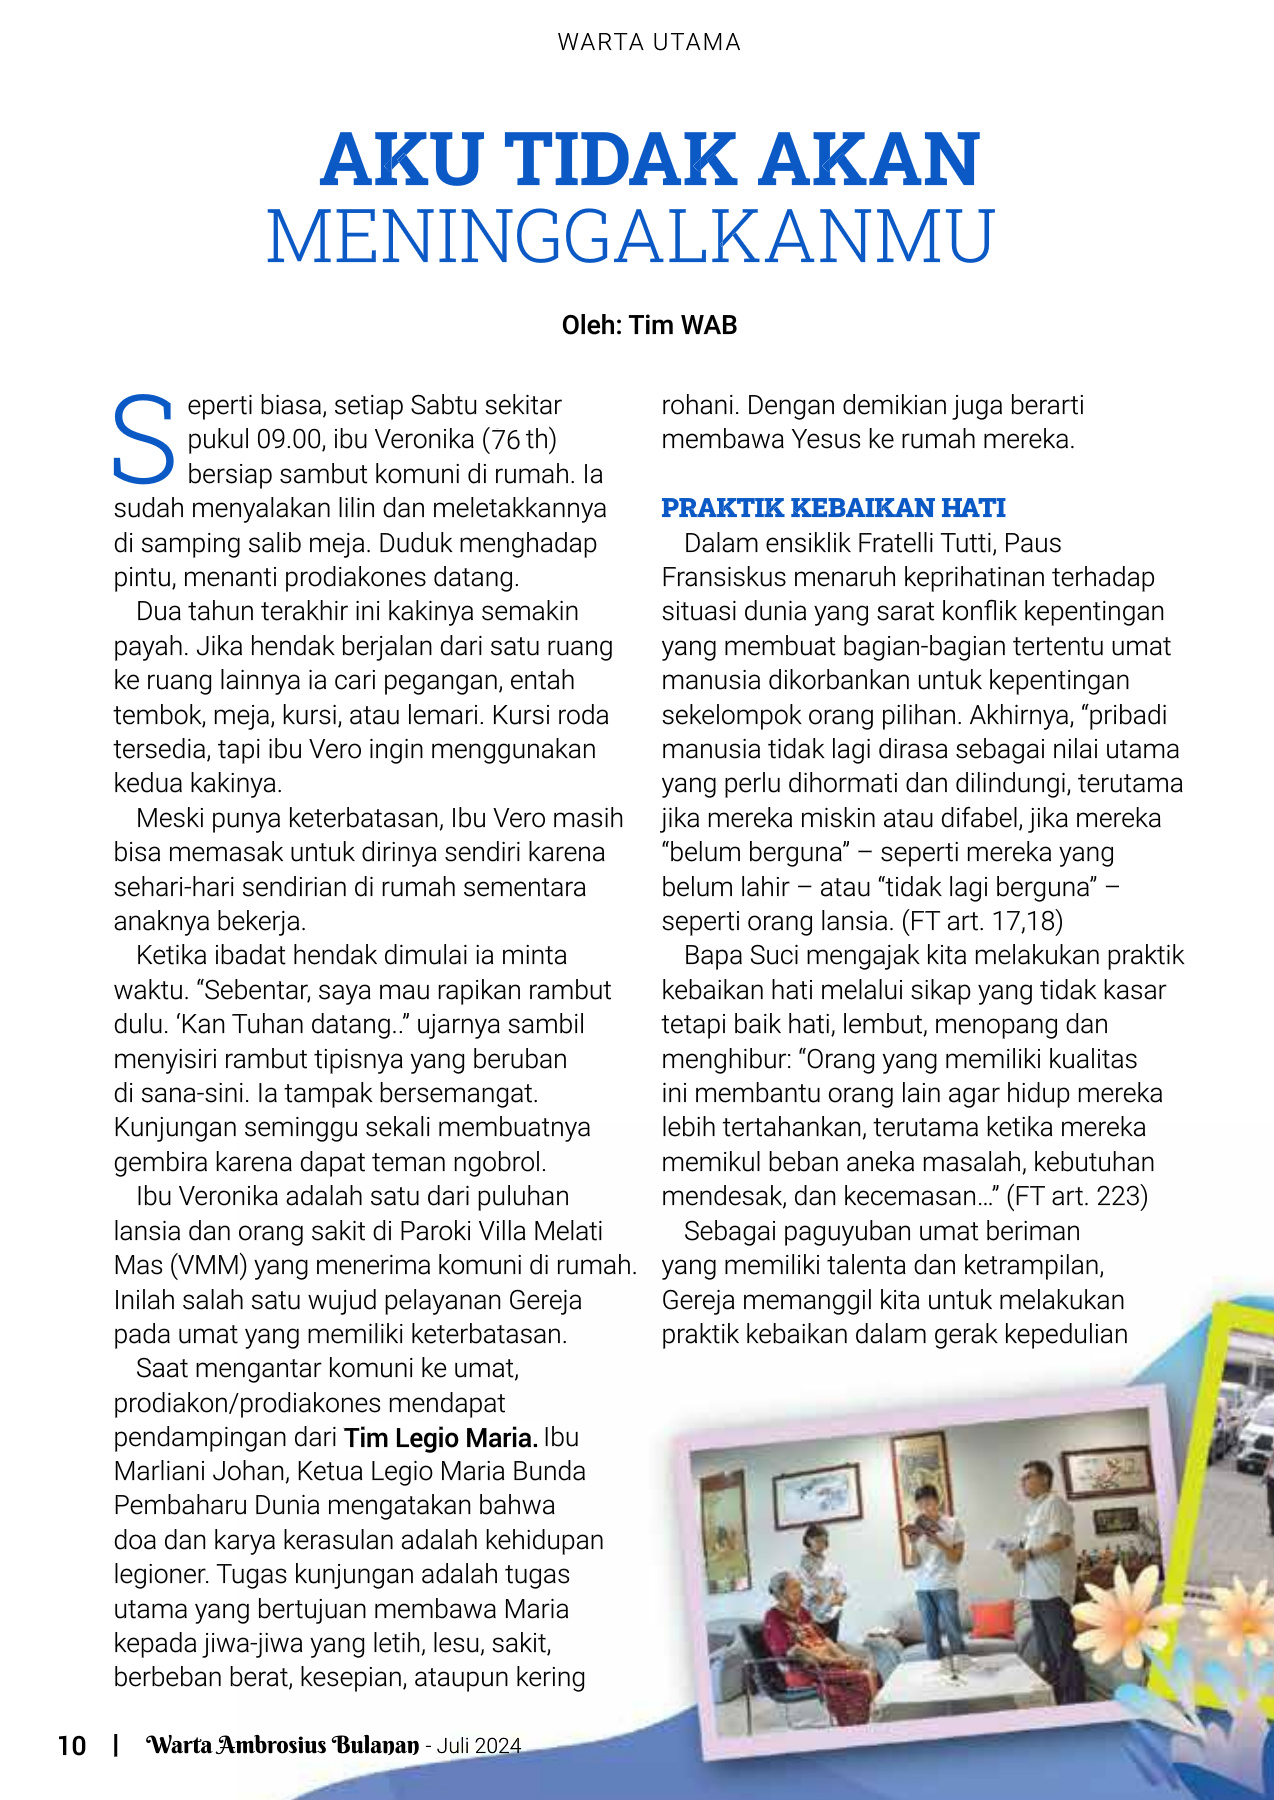 WARTA UTAMA
AKU TIDAK AKAN
MENINGGALKANMU
Oleh: Tim WAB
Seperti biasa, setiap Sabtu sekitar
pukul 09.00, ibu Veronika (76 th)
bersiap sambut komuni di rumah. Ia
sudah menyalakan lilin dan meletakkannya
di samping salib meja. Duduk menghadap
pintu, menanti prodiakones datang.
Dua tahun terakhir ini kakinya semakin
payah. Jika hendak berjalan dari satu ruang
ke ruang lainnya ia cari pegangan, entah
tembok, meja, kursi, atau lemari. Kursi roda
tersedia, tapi ibu Vero ingin menggunakan
kedua kakinya.
Meski punya keterbatasan, Ibu Vero masih
bisa memasak untuk dirinya sendiri karena
sehari-hari sendirian di rumah sementara
anaknya bekerja.
Ketika ibadat hendak dimulai ia minta
waktu. “Sebentar, saya mau rapikan rambut
dulu. ‘Kan Tuhan datang..” ujarnya sambil
menyisiri rambut tipisnya yang beruban
di sana-sini. Ia tampak bersemangat.
Kunjungan seminggu sekali membuatnya
gembira karena dapat teman ngobrol.
Ibu Veronika adalah satu dari puluhan
lansia dan orang sakit di Paroki Villa Melati
Mas (VMM) yang menerima komuni di rumah.
Inilah salah satu wujud pelayanan Gereja
pada umat yang memiliki keterbatasan.
Saat mengantar komuni ke umat,
prodiakon/prodiakones mendapat
pendampingan dari Tim Legio Maria. Ibu
Marliani Johan, Ketua Legio Maria Bunda
Pembaharu Dunia mengatakan bahwa
doa dan karya kerasulan adalah kehidupan
legioner. Tugas kunjungan adalah tugas
utama yang bertujuan membawa Maria
kepada jiwa-jiwa yang letih, lesu, sakit,
berbeban berat, kesepian, ataupun kering
rohani. Dengan demikian juga berarti
membawa Yesus ke rumah mereka.
PRAKTIK KEBAIKAN HATI
Dalam ensiklik Fratelli Tutti, Paus
Fransiskus menaruh keprihatinan terhadap
situasi dunia yang sarat konflik kepentingan
yang membuat bagian-bagian tertentu umat
manusia dikorbankan untuk kepentingan
sekelompok orang pilihan. Akhirnya, “pribadi
manusia tidak lagi dirasa sebagai nilai utama
yang perlu dihormati dan dilindungi, terutama
jika mereka miskin atau difabel, jika mereka
“belum berguna” – seperti mereka yang
belum lahir – atau “tidak lagi berguna” –
seperti orang lansia. (FT art. 17,18)
Bapa Suci mengajak kita melakukan praktik
kebaikan hati melalui sikap yang tidak kasar
tetapi baik hati, lembut, menopang dan
menghibur: “Orang yang memiliki kualitas
ini membantu orang lain agar hidup mereka
lebih tertahankan, terutama ketika mereka
memikul beban aneka masalah, kebutuhan
mendesak, dan kecemasan…” (FT art. 223)
Sebagai paguyuban umat beriman
yang memiliki talenta dan ketrampilan,
Gereja memanggil kita untuk melakukan
praktik kebaikan dalam gerak kepedulian
10 | Warta Ambrosius Bulanan - Juli 2024